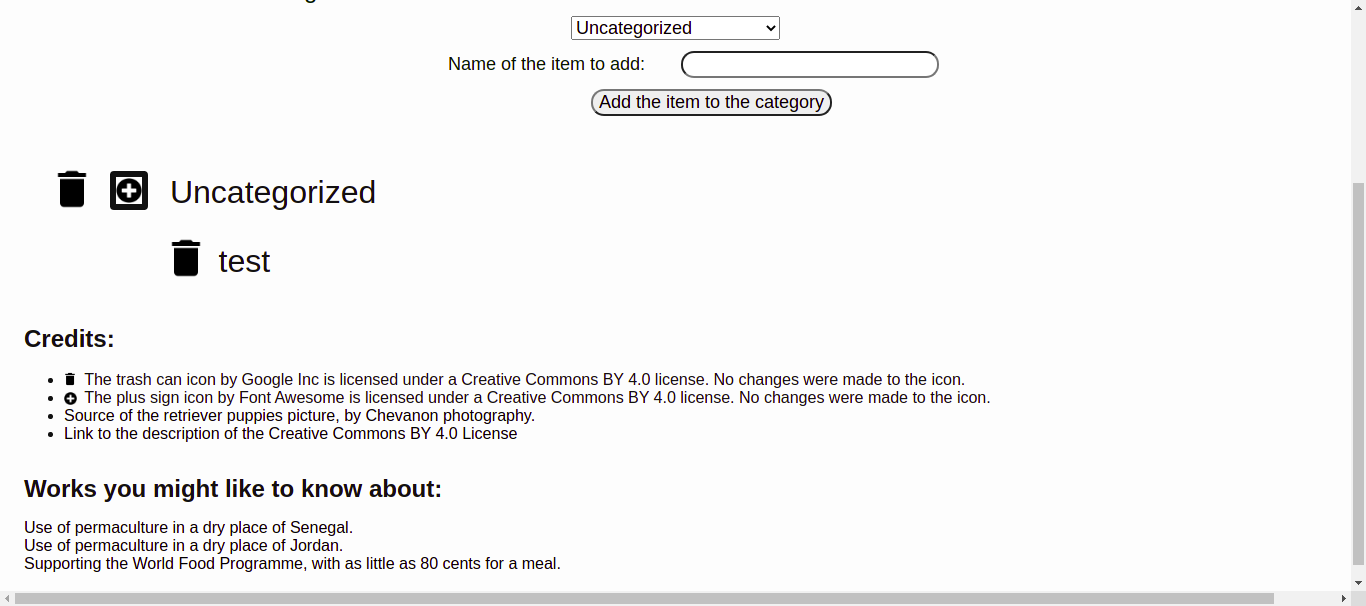 Uncategorized
Name of the item to add:
Add the item to the category
Uncategorized
test
Credits:
The trash can icon by Google Inc is licensed under a Creative Commons BY 4.0 license. No changes were made to the icon.
The plus sign icon by Font Awesome is licensed under a Creative Commons BY 4.0 license. No changes were made to the icon.
Source of the retriever puppies picture, by Chevanon photography.
Link to the description of the Creative Commons BY 4.0 License
Works you might like to know about:
Use of permaculture in a dry place of Senegal.
Use of permaculture in a dry place of Jordan.
Supporting the World Food Programme, with as little as 80 cents for a meal.